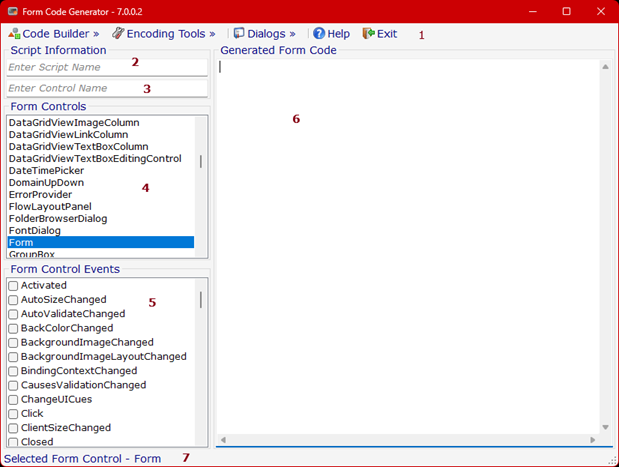 Form Code Generator - 7.0.0.2
Code Builder » Encoding Tools » Dialogs » Help Exit 1
Script Information
Enter Script Name 2
Enter Control Name 3
Form Controls
DataGridViewImageColumn
DataGridViewLinkColumn
DataGridViewTextBoxColumn
DataGridViewTextBoxEditingControl
DateTimePicker
DomainUpDown
ErrorProvider
FlowLayoutPanel
FolderBrowserDialog
FontDialog
Form
GroupBox
4
Form Control Events
Activated
AutoSizeChanged
AutoValidateChanged
BackColorChanged
BackgroundImageChanged
BackgroundImageLayoutChanged
BindingContextChanged
CausesValidationChanged
ChangeUICues
Click
ClientSizeChanged
Closed
5
Generated Form Code
6
Selected Form Control - Form 7